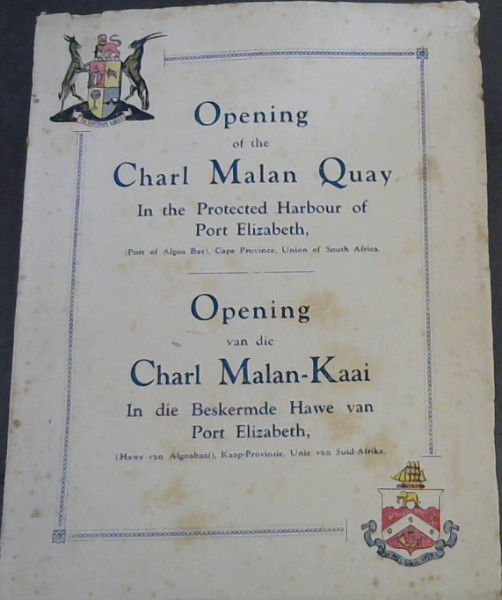 Opening
of the
Charl Malan Quay
In the Protected Harbour of
Port Elizabeth,
(Port of Algoa Bay), Cape Province, Union of South Africa.
Opening
van die
Charl Malan-Kaai
In die Beskermde Hawe van
Port Elizabeth,
(Hawe van Algoabaai), Kaap-Provinsie, Unie van Suid-Afrika.